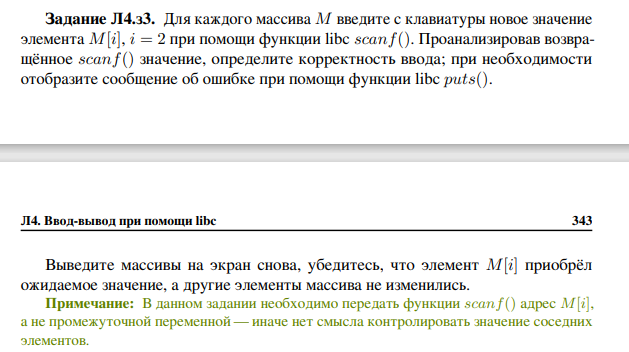 Задание Л4.з3. Для каждого массива M введите с клавиатуры новое значение
элемента M[i], i = 2 при помощи функции libc scanf(). Проанализировав возвра-
щённое scanf() значение, определите корректность ввода; при необходимости
отобразите сообщение об ошибке при помощи функции libc puts().
Л4. Ввод-вывод при помощи libc 343
Выведите массивы на экран снова, убедитесь, что элемент M[i] приобрёл
ожидаемое значение, а другие элементы массива не изменились.
Примечание: В данном задании необходимо передать функции scanf() адрес M[i],
а не промежуточной переменной — иначе нет смысла контролировать значение соседних
элементов.